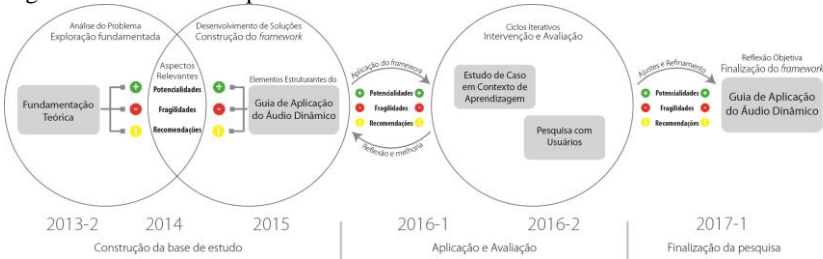 Análise do Problema
Exploração fundamentada
Desenvolvimento de Soluções
Construção do framework
Ciclos Iterativos
Intervenção e Avaliação
Reflexão Objetiva
Finalização do framework
Fundamentação
Teórica
Aspectos
Relevantes
Potencialidades
Fragilidades
Recomendações
Elementos Estruturantes do
Guia de Aplicação
do Áudio Dinâmico
Aplicação do framework
Potencialidades
Fragilidades
Recomendações
Reflexão e melhoria
Estudo de Caso
em Contexto de
Aprendizagem
Pesquisa com
Usuários
Ajustes e Refinamento
Potencialidades
Fragilidades
Recomendações
Guia de Aplicação
do Áudio Dinâmico
2013-2
2014
2015
2016-1
2016-2
2017-1
Construção da base de estudo
Aplicação e Avaliação
Finalização da pesquisa